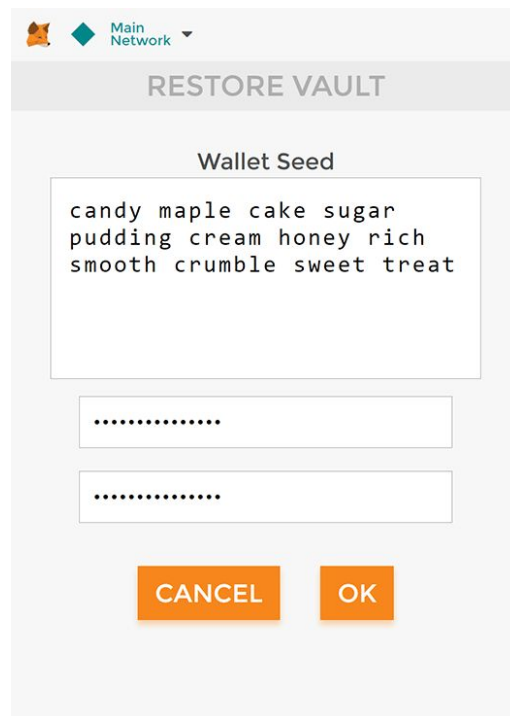 Main
Network
RESTORE VAULT
Wallet Seed
candy maple cake sugar
pudding cream honey rich
smooth crumble sweet treat
•••••••••••••••
•••••••••••••••
CANCEL OK